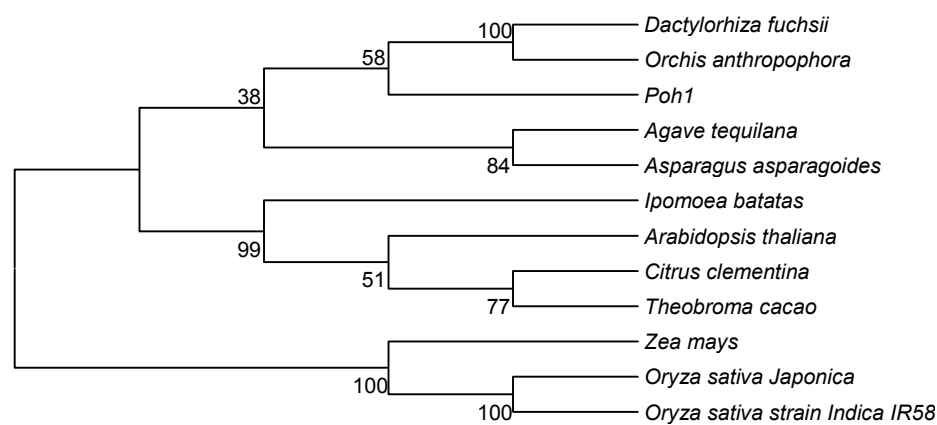 Dactylorhiza fuchsii
100
Orchis anthropophora
58
Poh1
38
Agave tequilana
84
Asparagus asparagoides
Ipomoea batatas
99
Arabidopsis thaliana
51
Citrus clementina
77
Theobroma cacao
Zea mays
100
Oryza sativa Japonica
100
Oryza sativa strain Indica IR58